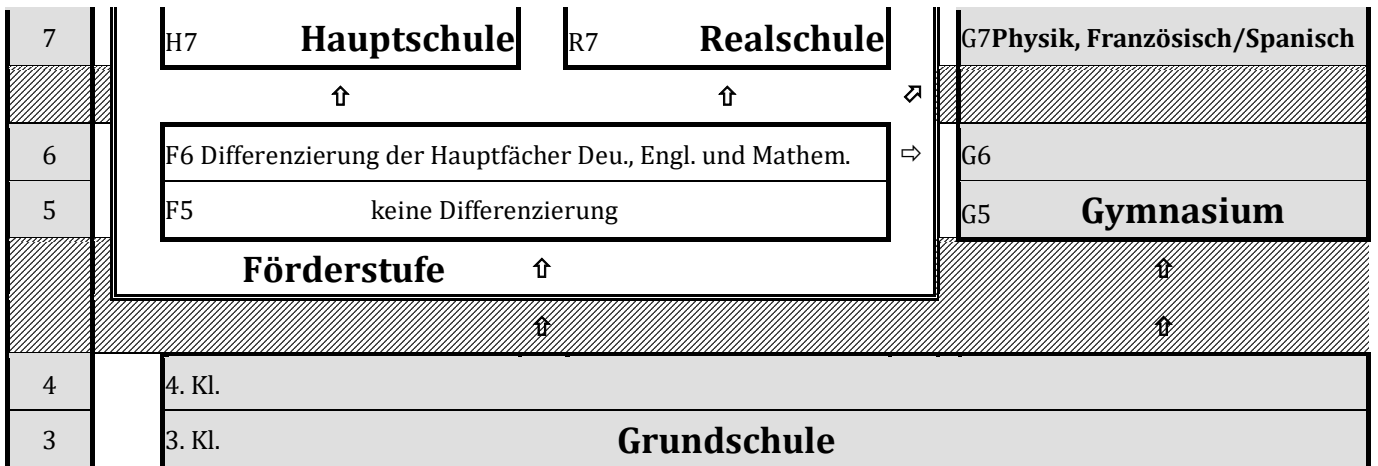 7 H7 Hauptschule R7 Realschule G7Physik, Französisch/Spanisch
⇧ ⇧ ⬀
6 F6 Differenzierung der Hauptfächer Deu., Engl. und Mathem. ⇨ G6
5 F5 keine Differenzierung G5 Gymnasium
Förderstufe ⇧ ⇧
⇧ ⇧
4 4. Kl.
3 3. Kl. Grundschule